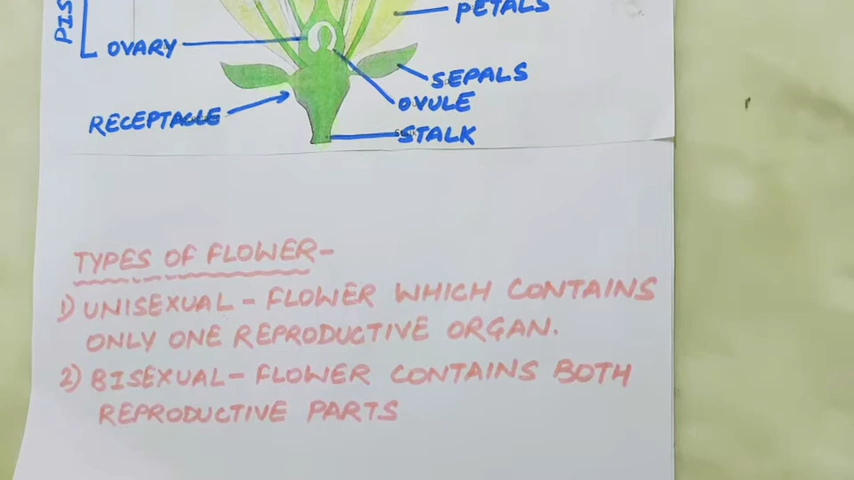 PETALS
PIS
OVARY
SEPALS
OVULE
RECEPTACLE
STALK
TYPES OF FLOWER-
1) UNISEXUAL - FLOWER WHICH CONTAINS
ONLY ONE REPRODUCTIVE ORGAN.
2) BISEXUAL - FLOWER CONTAINS BOTH
REPRODUCTIVE PARTS